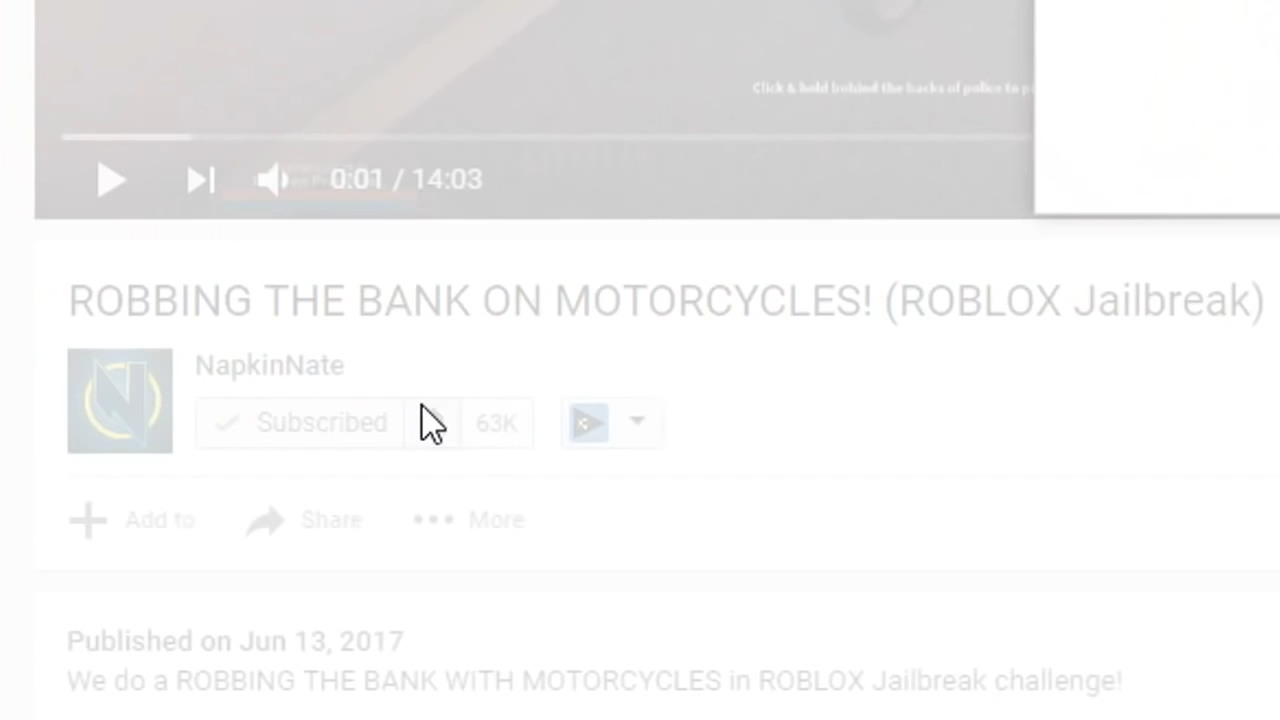 Click & hold behind the backs of police to
0:01 / 14:03
ROBBING THE BANK ON MOTORCYCLES! (ROBLOX Jailbreak)
NapkinNate
Subscribed 63K
Add to Share More
Published on Jun 13, 2017
We do a ROBBING THE BANK WITH MOTORCYCLES in ROBLOX Jailbreak challenge!